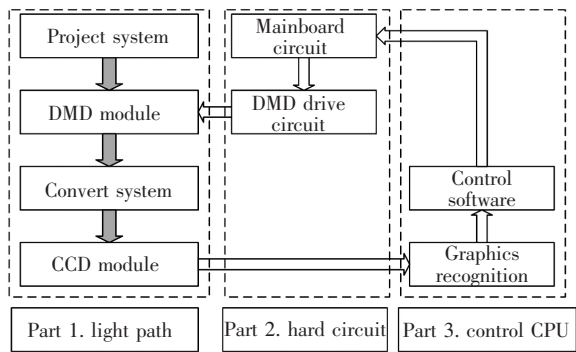 Project system
DMD module
Convert system
CCD module
Mainboard
circuit
DMD drive
circuit
Control
software
Graphics
recognition
Part 1. light path
Part 2. hard circuit
Part 3. control CPU